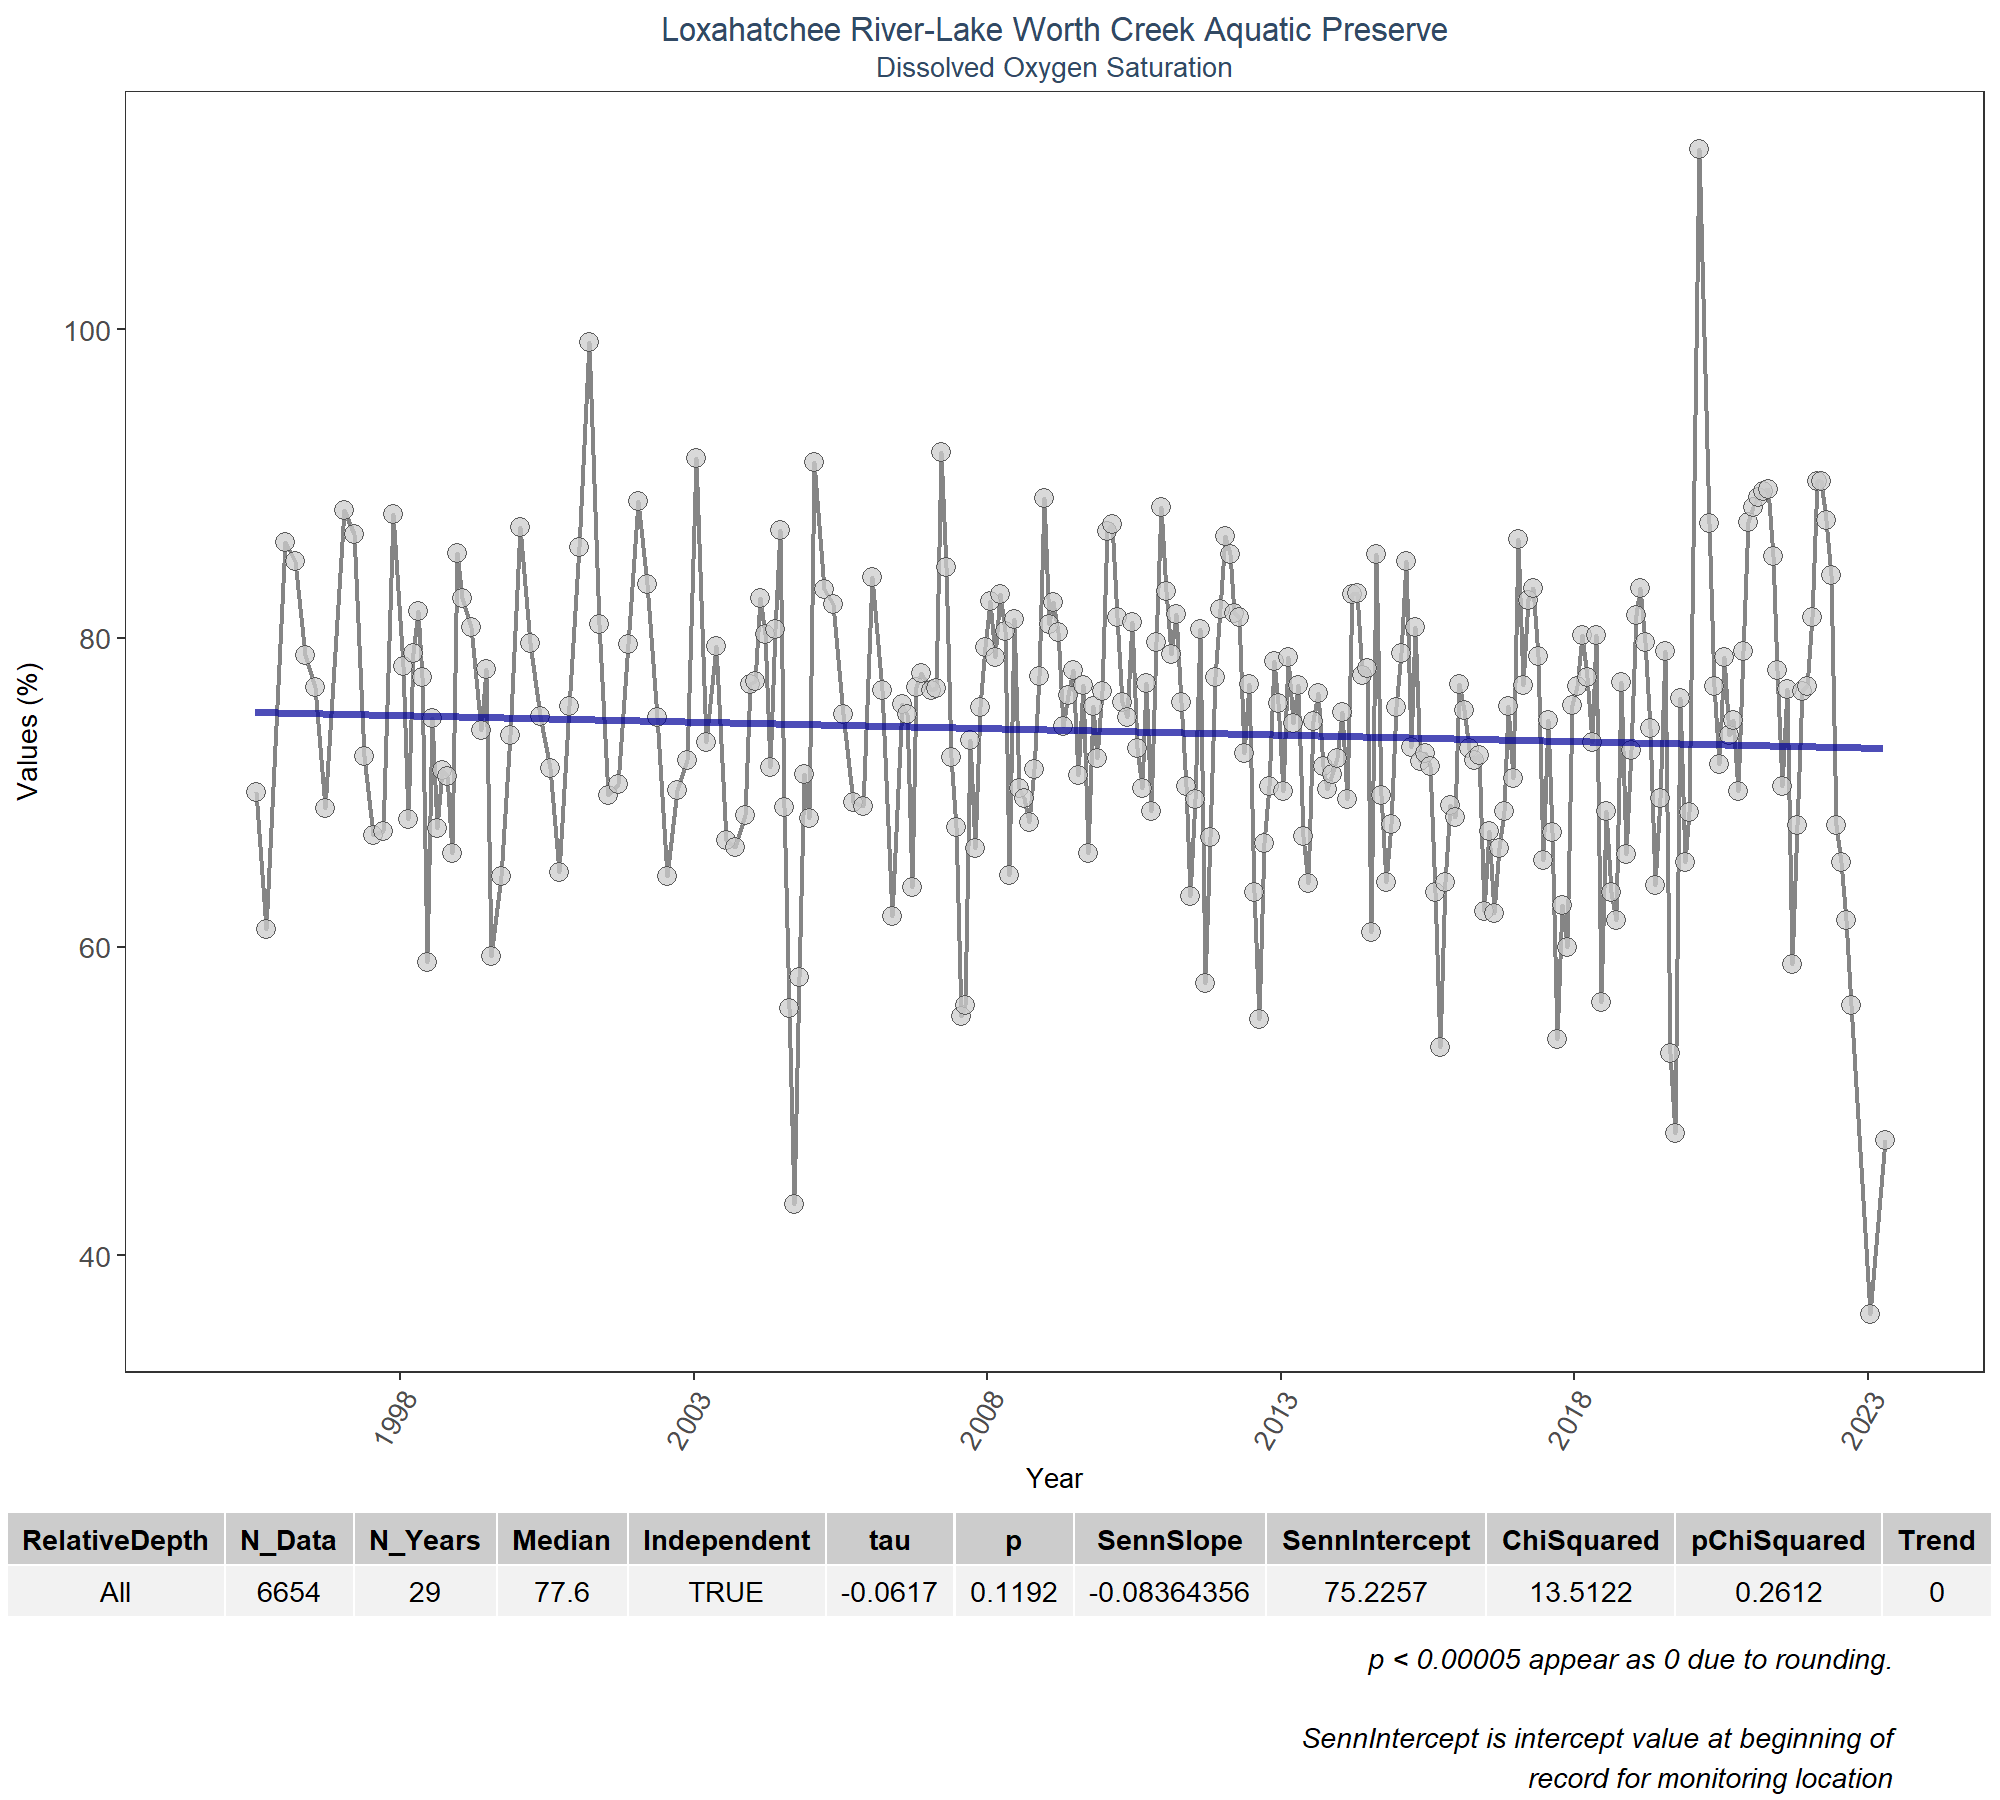 Loxahatchee River-Lake Worth Creek Aquatic Preserve
Dissolved Oxygen Saturation
Values (%)
100
80
60
40
1998
2003
2008
2013
2018
2023
Year
RelativeDepth N_Data N_Years Median Independent tau p SennSlope SennIntercept ChiSquared pChiSquared Trend
All 6654 29 77.6 TRUE -0.0617 0.1192 -0.08364356 75.2257 13.5122 0.2612 0
p < 0.00005 appear as 0 due to rounding.
SennIntercept is intercept value at beginning of
record for monitoring location